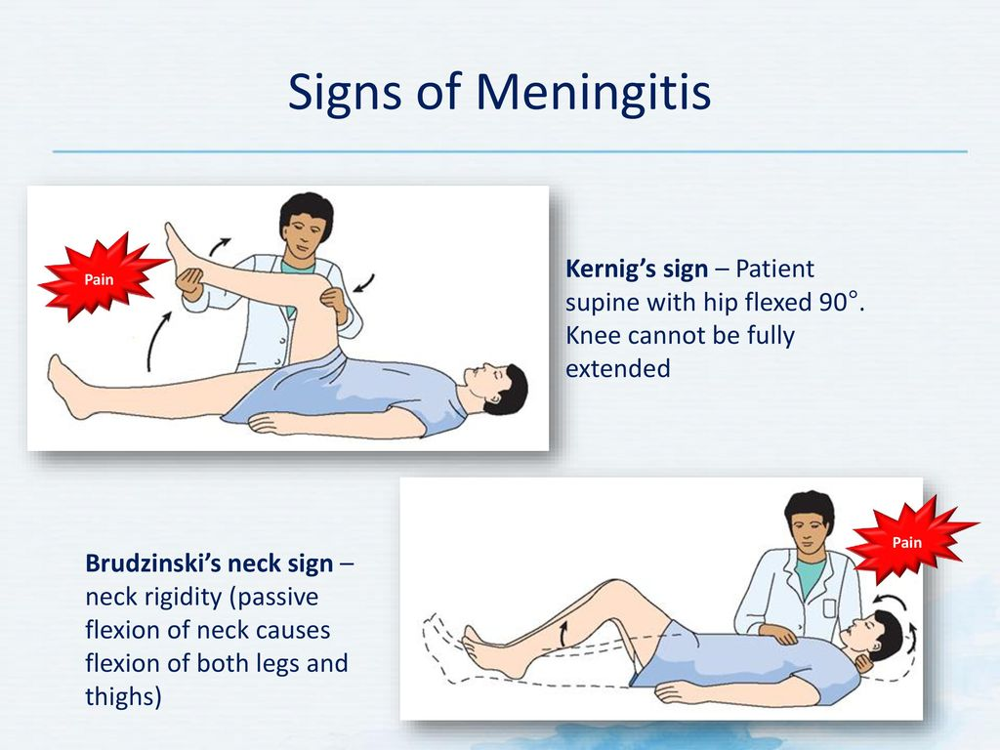 Signs of Meningitis
Pain
Kernig’s sign – Patient
supine with hip flexed 90°.
Knee cannot be fully
extended
Pain
Brudzinski’s neck sign –
neck rigidity (passive
flexion of neck causes
flexion of both legs and
thighs)